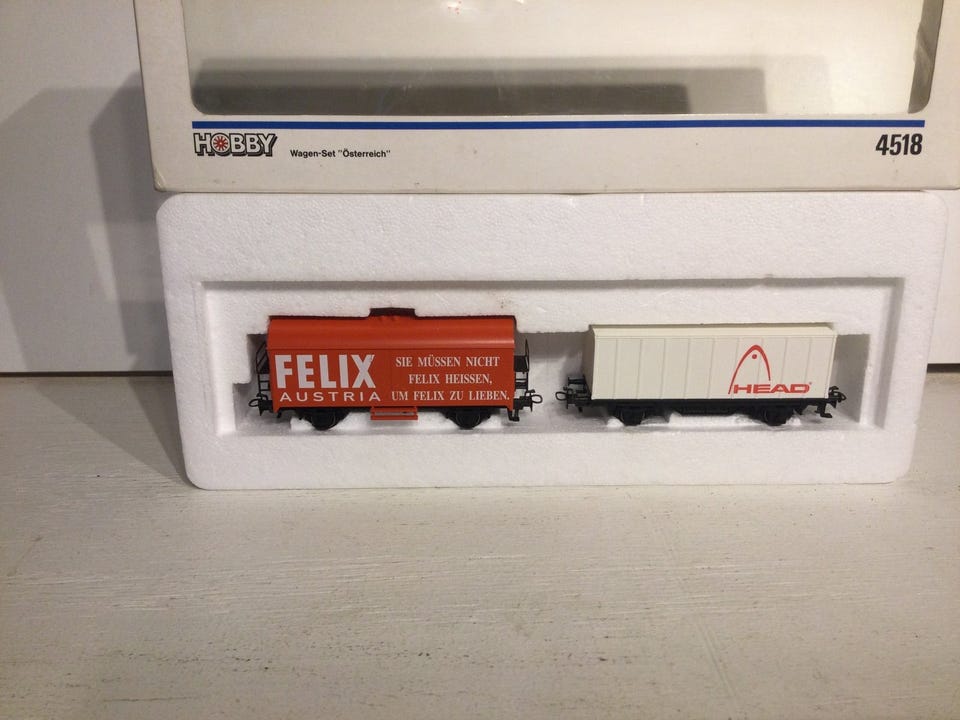 HOBBY Wagen-Set "Österreich" 4518
FELIX
AUSTRIA
SIE MÜSSEN NICHT
FELIX HEISSEN,
UM FELIX ZU LIEBEN.
HEAD